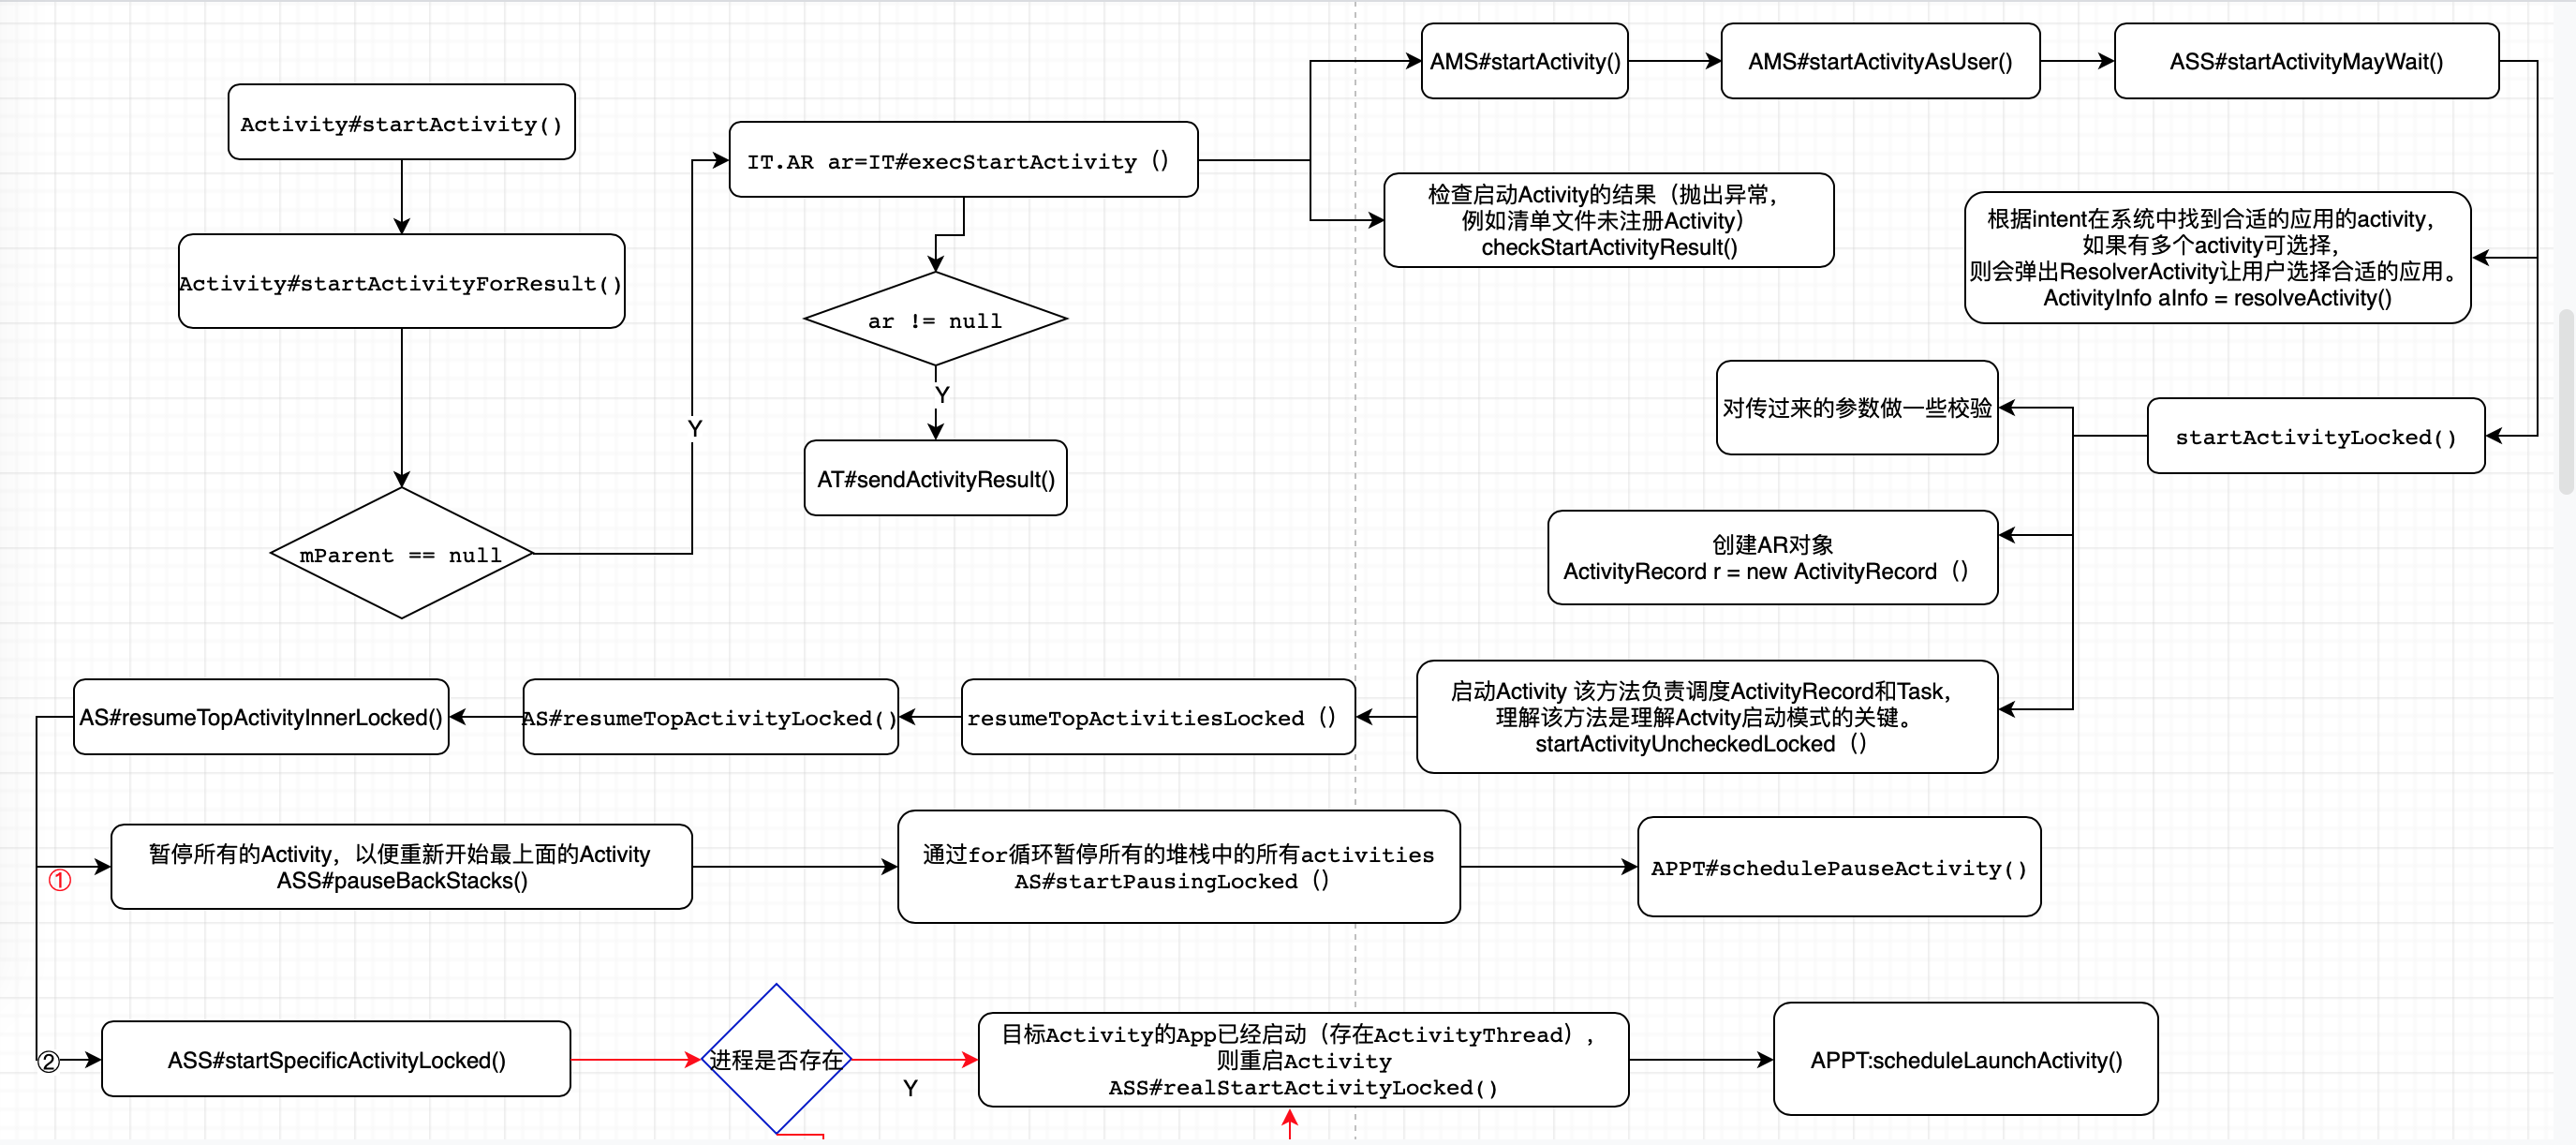 Activity#startActivity()
Activity#startActivityForResult()
mParent == null
Y
IT.AR ar=IT#execStartActivity（）
ar != null
Y
AT#sendActivityResult()
AMS#startActivity()
AMS#startActivityAsUser()
ASS#startActivityMayWait()
检查启动Activity的结果（抛出异常，
例如清单文件未注册Activity）
checkStartActivityResult()
根据intent在系统中找到合适的应用的activity，
如果有多个activity可选择，
则会弹出ResolverActivity让用户选择合适的应用。
ActivityInfo aInfo = resolveActivity()
startActivityLocked()
对传过来的参数做一些校验
创建AR对象
ActivityRecord r = new ActivityRecord（）
启动Activity 该方法负责调度ActivityRecord和Task，
理解该方法是理解Actvity启动模式的关键。
startActivityUncheckedLocked（）
resumeTopActivitiesLocked（）
AS#resumeTopActivityLocked()
AS#resumeTopActivityInnerLocked()
①
暂停所有的Activity，以便重新开始最上面的Activity
ASS#pauseBackStacks()
通过for循环暂停所有的堆栈中的所有activities
AS#startPausingLocked（）
APPT#schedulePauseActivity()
②
ASS#startSpecificActivityLocked()
进程是否存在
Y
目标Activity的App已经启动（存在ActivityThread），
则重启Activity
ASS#realStartActivityLocked()
APPT:scheduleLaunchActivity()